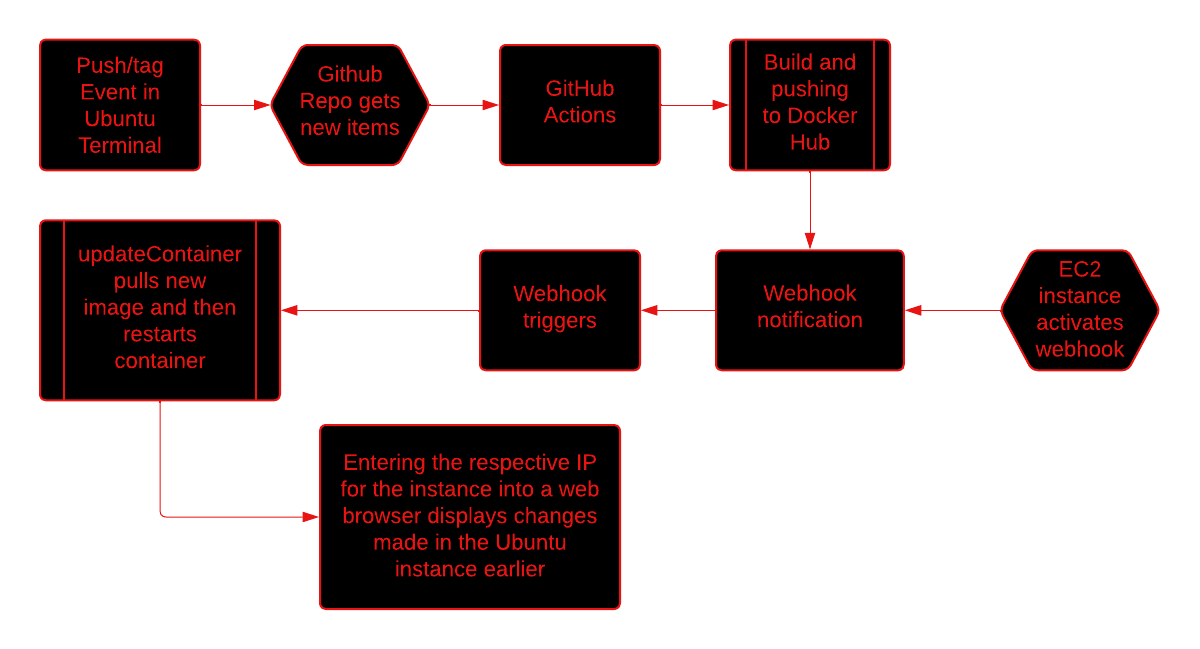 Push/tag
Event in
Ubuntu
Terminal
Github
Repo gets
new items
GitHub
Actions
Build and
pushing
to Docker
Hub
updateContainer
pulls new
image and then
restarts
container
Webhook
triggers
Webhook
notification
EC2
instance
activates
webhook
Entering the respective IP
for the instance into a web
browser displays changes
made in the Ubuntu
instance earlier